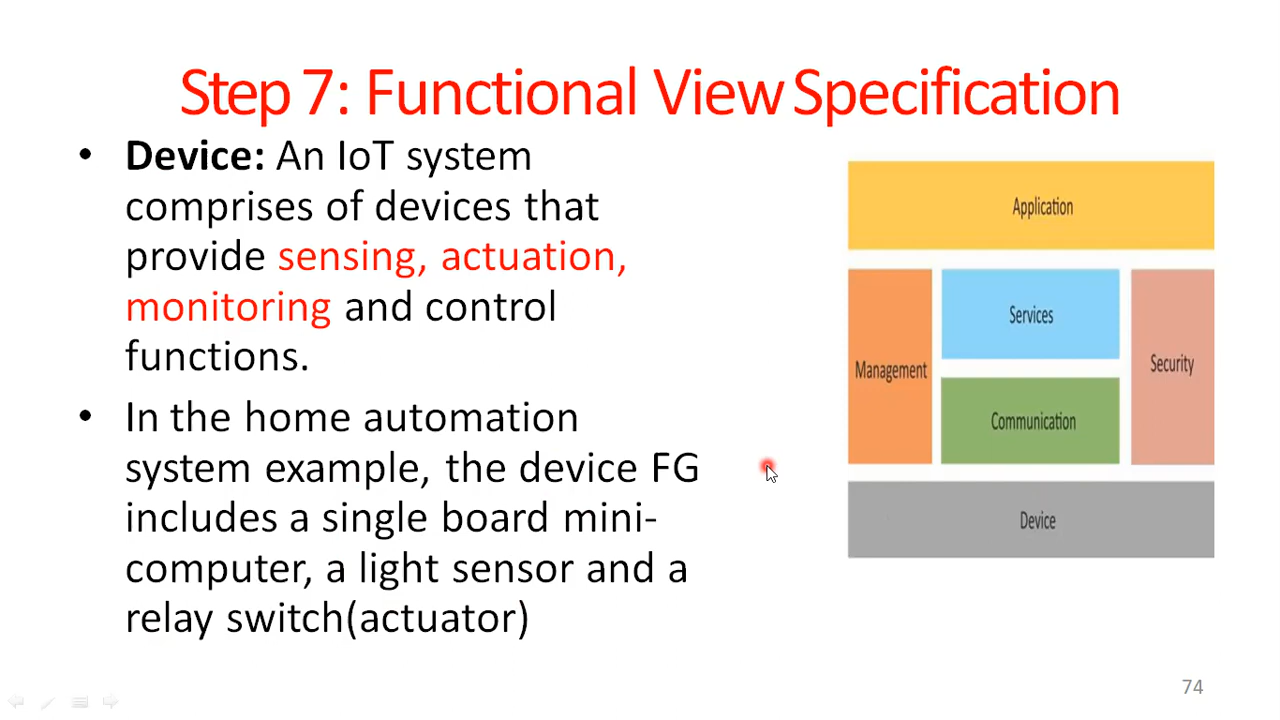 Step 7: Functional View Specification
• Device: An IoT system
comprises of devices that
provide sensing, actuation,
monitoring and control
functions.
• In the home automation
system example, the device FG
includes a single board mini-
computer, a light sensor and a
relay switch(actuator)
Application
Services
Management
Security
Communication
Device
74